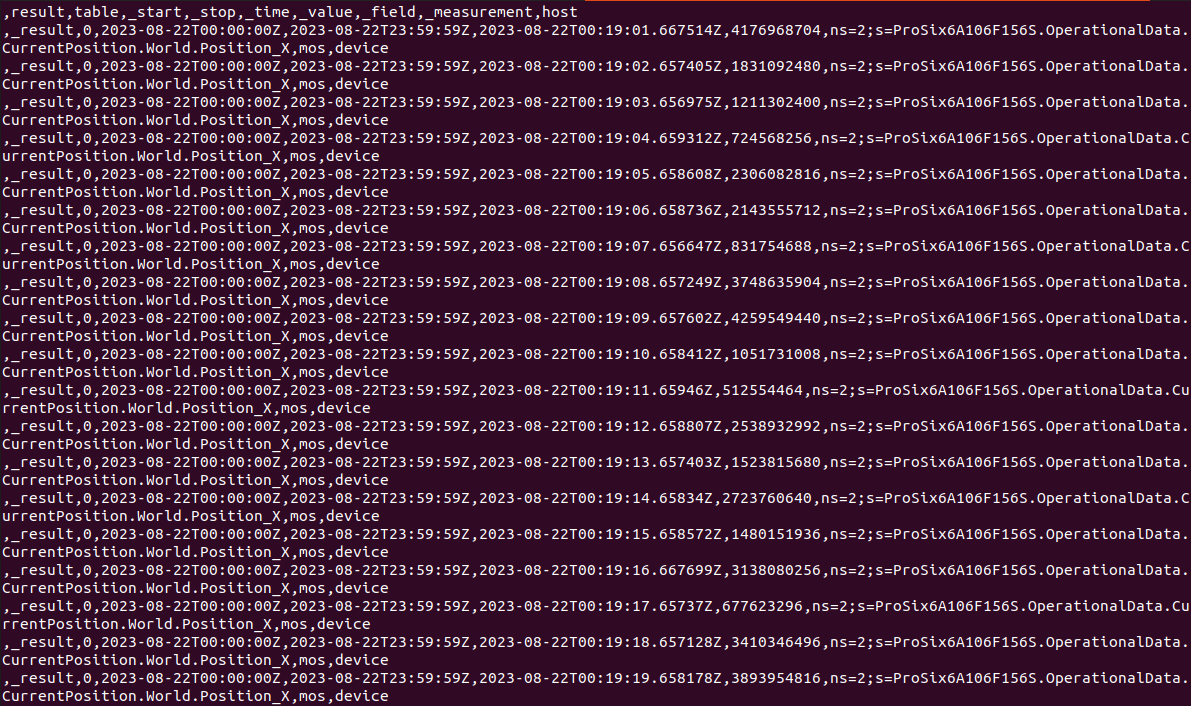 ,result,table,_start,_stop,_time,_value,_field,_measurement,host
,_result,0,2023-08-22T00:00:00Z,2023-08-22T23:59:59Z,2023-08-22T00:19:01.667514Z,4176968704,ns=2;s=ProSix6A106F156S.OperationalData.
CurrentPosition.World.Position_X,mos,device
,_result,0,2023-08-22T00:00:00Z,2023-08-22T23:59:59Z,2023-08-22T00:19:02.657405Z,1831092480,ns=2;s=ProSix6A106F156S.OperationalData.
CurrentPosition.World.Position_X,mos,device
,_result,0,2023-08-22T00:00:00Z,2023-08-22T23:59:59Z,2023-08-22T00:19:03.656975Z,1211302400,ns=2;s=ProSix6A106F156S.OperationalData.
CurrentPosition.World.Position_X,mos,device
,_result,0,2023-08-22T00:00:00Z,2023-08-22T23:59:59Z,2023-08-22T00:19:04.659312Z,724568256,ns=2;s=ProSix6A106F156S.OperationalData.C
urrentPosition.World.Position_X,mos,device
,_result,0,2023-08-22T00:00:00Z,2023-08-22T23:59:59Z,2023-08-22T00:19:05.658608Z,2306082816,ns=2;s=ProSix6A106F156S.OperationalData.
CurrentPosition.World.Position_X,mos,device
,_result,0,2023-08-22T00:00:00Z,2023-08-22T23:59:59Z,2023-08-22T00:19:06.658736Z,2143555712,ns=2;s=ProSix6A106F156S.OperationalData.
CurrentPosition.World.Position_X,mos,device
,_result,0,2023-08-22T00:00:00Z,2023-08-22T23:59:59Z,2023-08-22T00:19:07.656647Z,831754688,ns=2;s=ProSix6A106F156S.OperationalData.C
urrentPosition.World.Position_X,mos,device
,_result,0,2023-08-22T00:00:00Z,2023-08-22T23:59:59Z,2023-08-22T00:19:08.657249Z,3748635904,ns=2;s=ProSix6A106F156S.OperationalData.
CurrentPosition.World.Position_X,mos,device
,_result,0,2023-08-22T00:00:00Z,2023-08-22T23:59:59Z,2023-08-22T00:19:09.657602Z,4259549440,ns=2;s=ProSix6A106F156S.OperationalData.
CurrentPosition.World.Position_X,mos,device
,_result,0,2023-08-22T00:00:00Z,2023-08-22T23:59:59Z,2023-08-22T00:19:10.658412Z,1051731008,ns=2;s=ProSix6A106F156S.OperationalData.
CurrentPosition.World.Position_X,mos,device
,_result,0,2023-08-22T00:00:00Z,2023-08-22T23:59:59Z,2023-08-22T00:19:11.65946Z,512554464,ns=2;s=ProSix6A106F156S.OperationalData.Cu
rrentPosition.World.Position_X,mos,device
,_result,0,2023-08-22T00:00:00Z,2023-08-22T23:59:59Z,2023-08-22T00:19:12.658807Z,2538932992,ns=2;s=ProSix6A106F156S.OperationalData.
CurrentPosition.World.Position_X,mos,device
,_result,0,2023-08-22T00:00:00Z,2023-08-22T23:59:59Z,2023-08-22T00:19:13.657403Z,1523815680,ns=2;s=ProSix6A106F156S.OperationalData.
CurrentPosition.World.Position_X,mos,device
,_result,0,2023-08-22T00:00:00Z,2023-08-22T23:59:59Z,2023-08-22T00:19:14.65834Z,2723760640,ns=2;s=ProSix6A106F156S.OperationalData.C
urrentPosition.World.Position_X,mos,device
,_result,0,2023-08-22T00:00:00Z,2023-08-22T23:59:59Z,2023-08-22T00:19:15.658572Z,1480151936,ns=2;s=ProSix6A106F156S.OperationalData.
CurrentPosition.World.Position_X,mos,device
,_result,0,2023-08-22T00:00:00Z,2023-08-22T23:59:59Z,2023-08-22T00:19:16.667699Z,3138080256,ns=2;s=ProSix6A106F156S.OperationalData.
CurrentPosition.World.Position_X,mos,device
,_result,0,2023-08-22T00:00:00Z,2023-08-22T23:59:59Z,2023-08-22T00:19:17.65737Z,677623296,ns=2;s=ProSix6A106F156S.OperationalData.Cu
rrentPosition.World.Position_X,mos,device
,_result,0,2023-08-22T00:00:00Z,2023-08-22T23:59:59Z,2023-08-22T00:19:18.657128Z,3410346496,ns=2;s=ProSix6A106F156S.OperationalData.
CurrentPosition.World.Position_X,mos,device
,_result,0,2023-08-22T00:00:00Z,2023-08-22T23:59:59Z,2023-08-22T00:19:19.658178Z,3893954816,ns=2;s=ProSix6A106F156S.OperationalData.
CurrentPosition.World.Position_X,mos,device